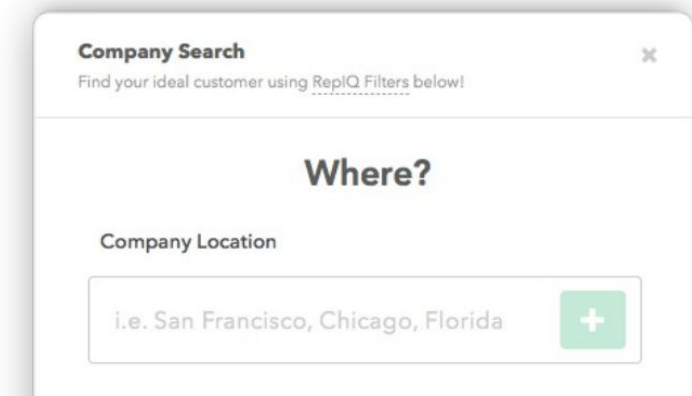 Company Search
Find your ideal customer using RepIQ Filters below!
Where?
Company Location
i.e. San Francisco, Chicago, Florida